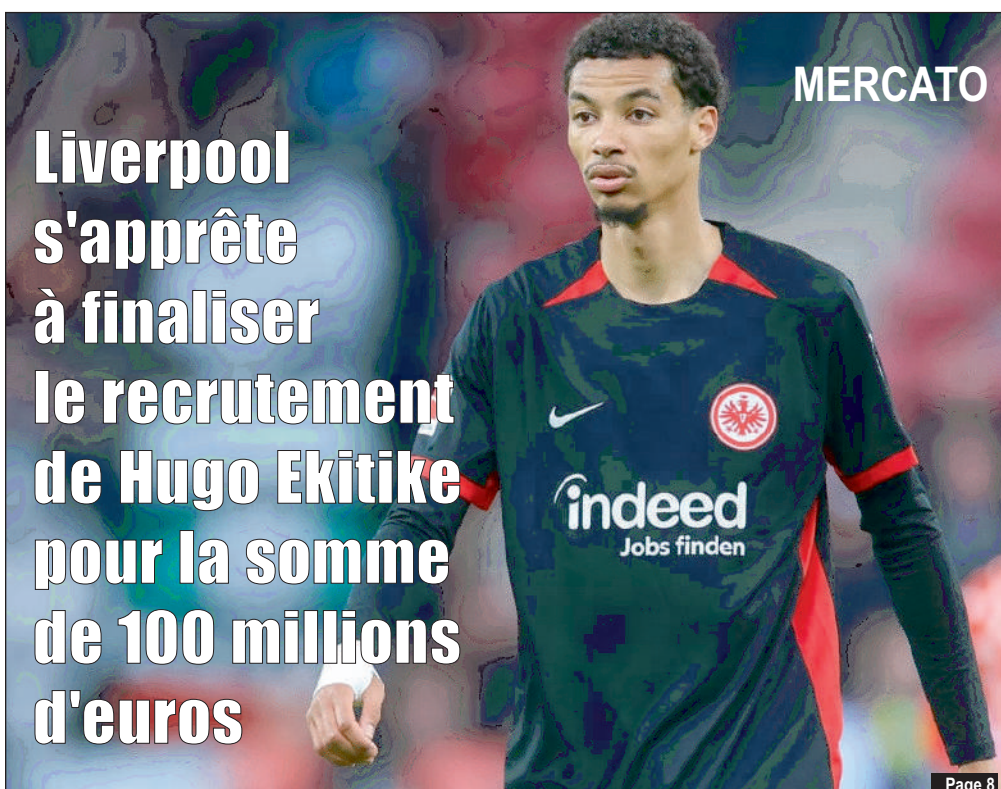 MERCATO
Liverpool
s'apprête
à finaliser
le recrutement
de Hugo Ekitike
pour la somme
de 100 millions
d'euros
indeed
Jobs finden
Page 8